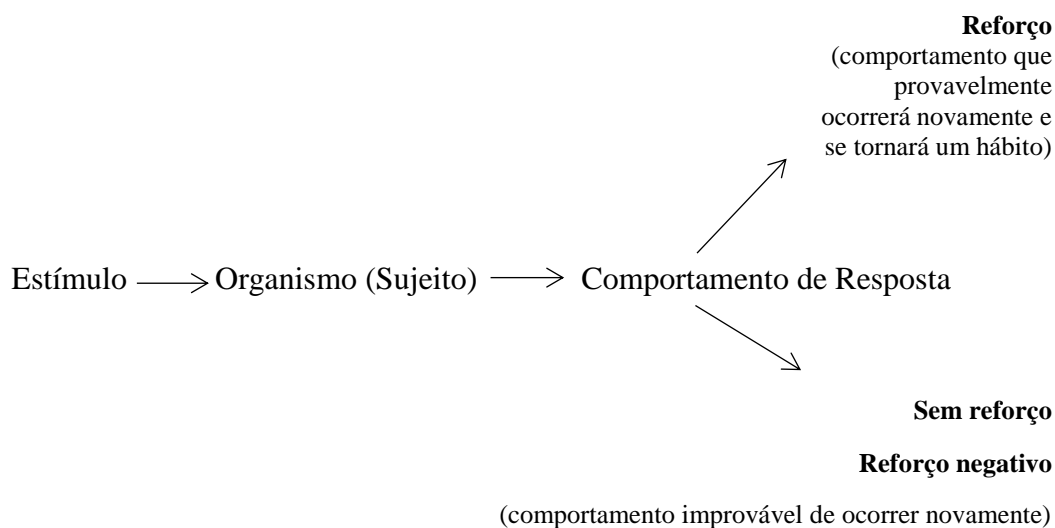 Reforço
(comportamento que
provavelmente
ocorrerá novamente e
se tornará um hábito)
Estímulo Organismo (Sujeito) Comportamento de Resposta
Sem reforço
Reforço negativo
(comportamento improvável de ocorrer novamente)